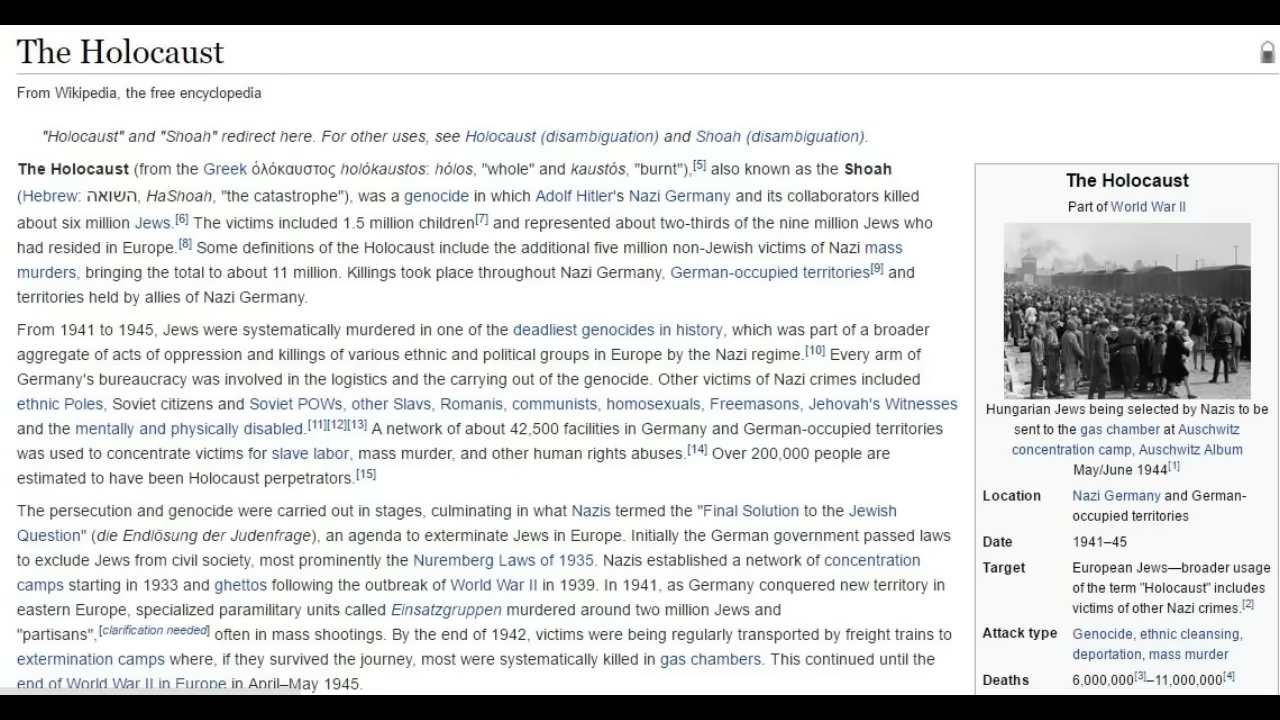 The Holocaust
From Wikipedia, the free encyclopedia
"Holocaust" and "Shoah" redirect here. For other uses, see Holocaust (disambiguation) and Shoah (disambiguation).
The Holocaust (from the Greek ὁλόκαυστος holókaustos: hólos, "whole" and kaustós, "burnt"),[5] also known as the Shoah
(Hebrew: השואה, HaShoah, "the catastrophe"), was a genocide in which Adolf Hitler's Nazi Germany and its collaborators killed
about six million Jews.[6] The victims included 1.5 million children[7] and represented about two-thirds of the nine million Jews who
had resided in Europe.[8] Some definitions of the Holocaust include the additional five million non-Jewish victims of Nazi mass
murders, bringing the total to about 11 million. Killings took place throughout Nazi Germany, German-occupied territories[9] and
territories held by allies of Nazi Germany.
From 1941 to 1945, Jews were systematically murdered in one of the deadliest genocides in history, which was part of a broader
aggregate of acts of oppression and killings of various ethnic and political groups in Europe by the Nazi regime.[10] Every arm of
Germany's bureaucracy was involved in the logistics and the carrying out of the genocide. Other victims of Nazi crimes included
ethnic Poles, Soviet citizens and Soviet POWs, other Slavs, Romanis, communists, homosexuals, Freemasons, Jehovah's Witnesses
and the mentally and physically disabled.[11][12][13] A network of about 42,500 facilities in Germany and German-occupied territories
was used to concentrate victims for slave labor, mass murder, and other human rights abuses.[14] Over 200,000 people are
estimated to have been Holocaust perpetrators.[15]
The persecution and genocide were carried out in stages, culminating in what Nazis termed the "Final Solution to the Jewish
Question" (die Endlösung der Judenfrage), an agenda to exterminate Jews in Europe. Initially the German government passed laws
to exclude Jews from civil society, most prominently the Nuremberg Laws of 1935. Nazis established a network of concentration
camps starting in 1933 and ghettos following the outbreak of World War II in 1939. In 1941, as Germany conquered new territory in
eastern Europe, specialized paramilitary units called Einsatzgruppen murdered around two million Jews and
"partisans",[clarification needed] often in mass shootings. By the end of 1942, victims were being regularly transported by freight trains to
extermination camps where, if they survived the journey, most were systematically killed in gas chambers. This continued until the
end of World War II in Europe in April–May 1945.
The Holocaust
Part of World War II
Hungarian Jews being selected by Nazis to be
sent to the gas chamber at Auschwitz
concentration camp, Auschwitz Album
May/June 1944[1]
Location Nazi Germany and German-
occupied territories
Date 1941–45
Target European Jews—broader usage
of the term "Holocaust" includes
victims of other Nazi crimes.[2]
Attack type Genocide, ethnic cleansing,
deportation, mass murder
Deaths 6,000,000[3]–11,000,000[4]